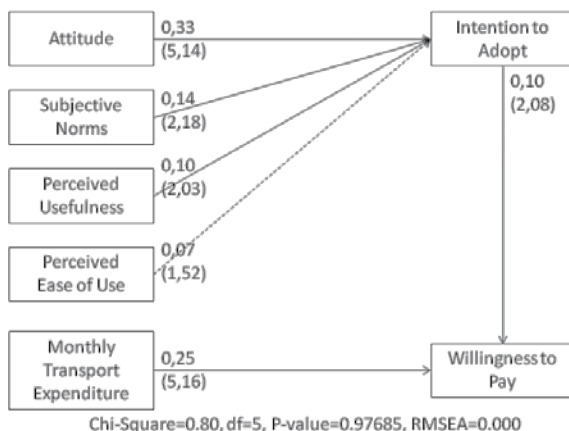 Attitude
0,33
(5,14)
Intention to
Adopt
0,10
(2,08)
Subjective
Norms
0,14
(2,18)
Perceived
Usefulness
0,10
(2,03)
Perceived
Ease of Use
0,07
(1,52)
Monthly
Transport
Expenditure
0,25
(5,16)
Willingness to
Pay
Chi-Square=0.80, df=5, P-value=0.97685, RMSEA=0.000